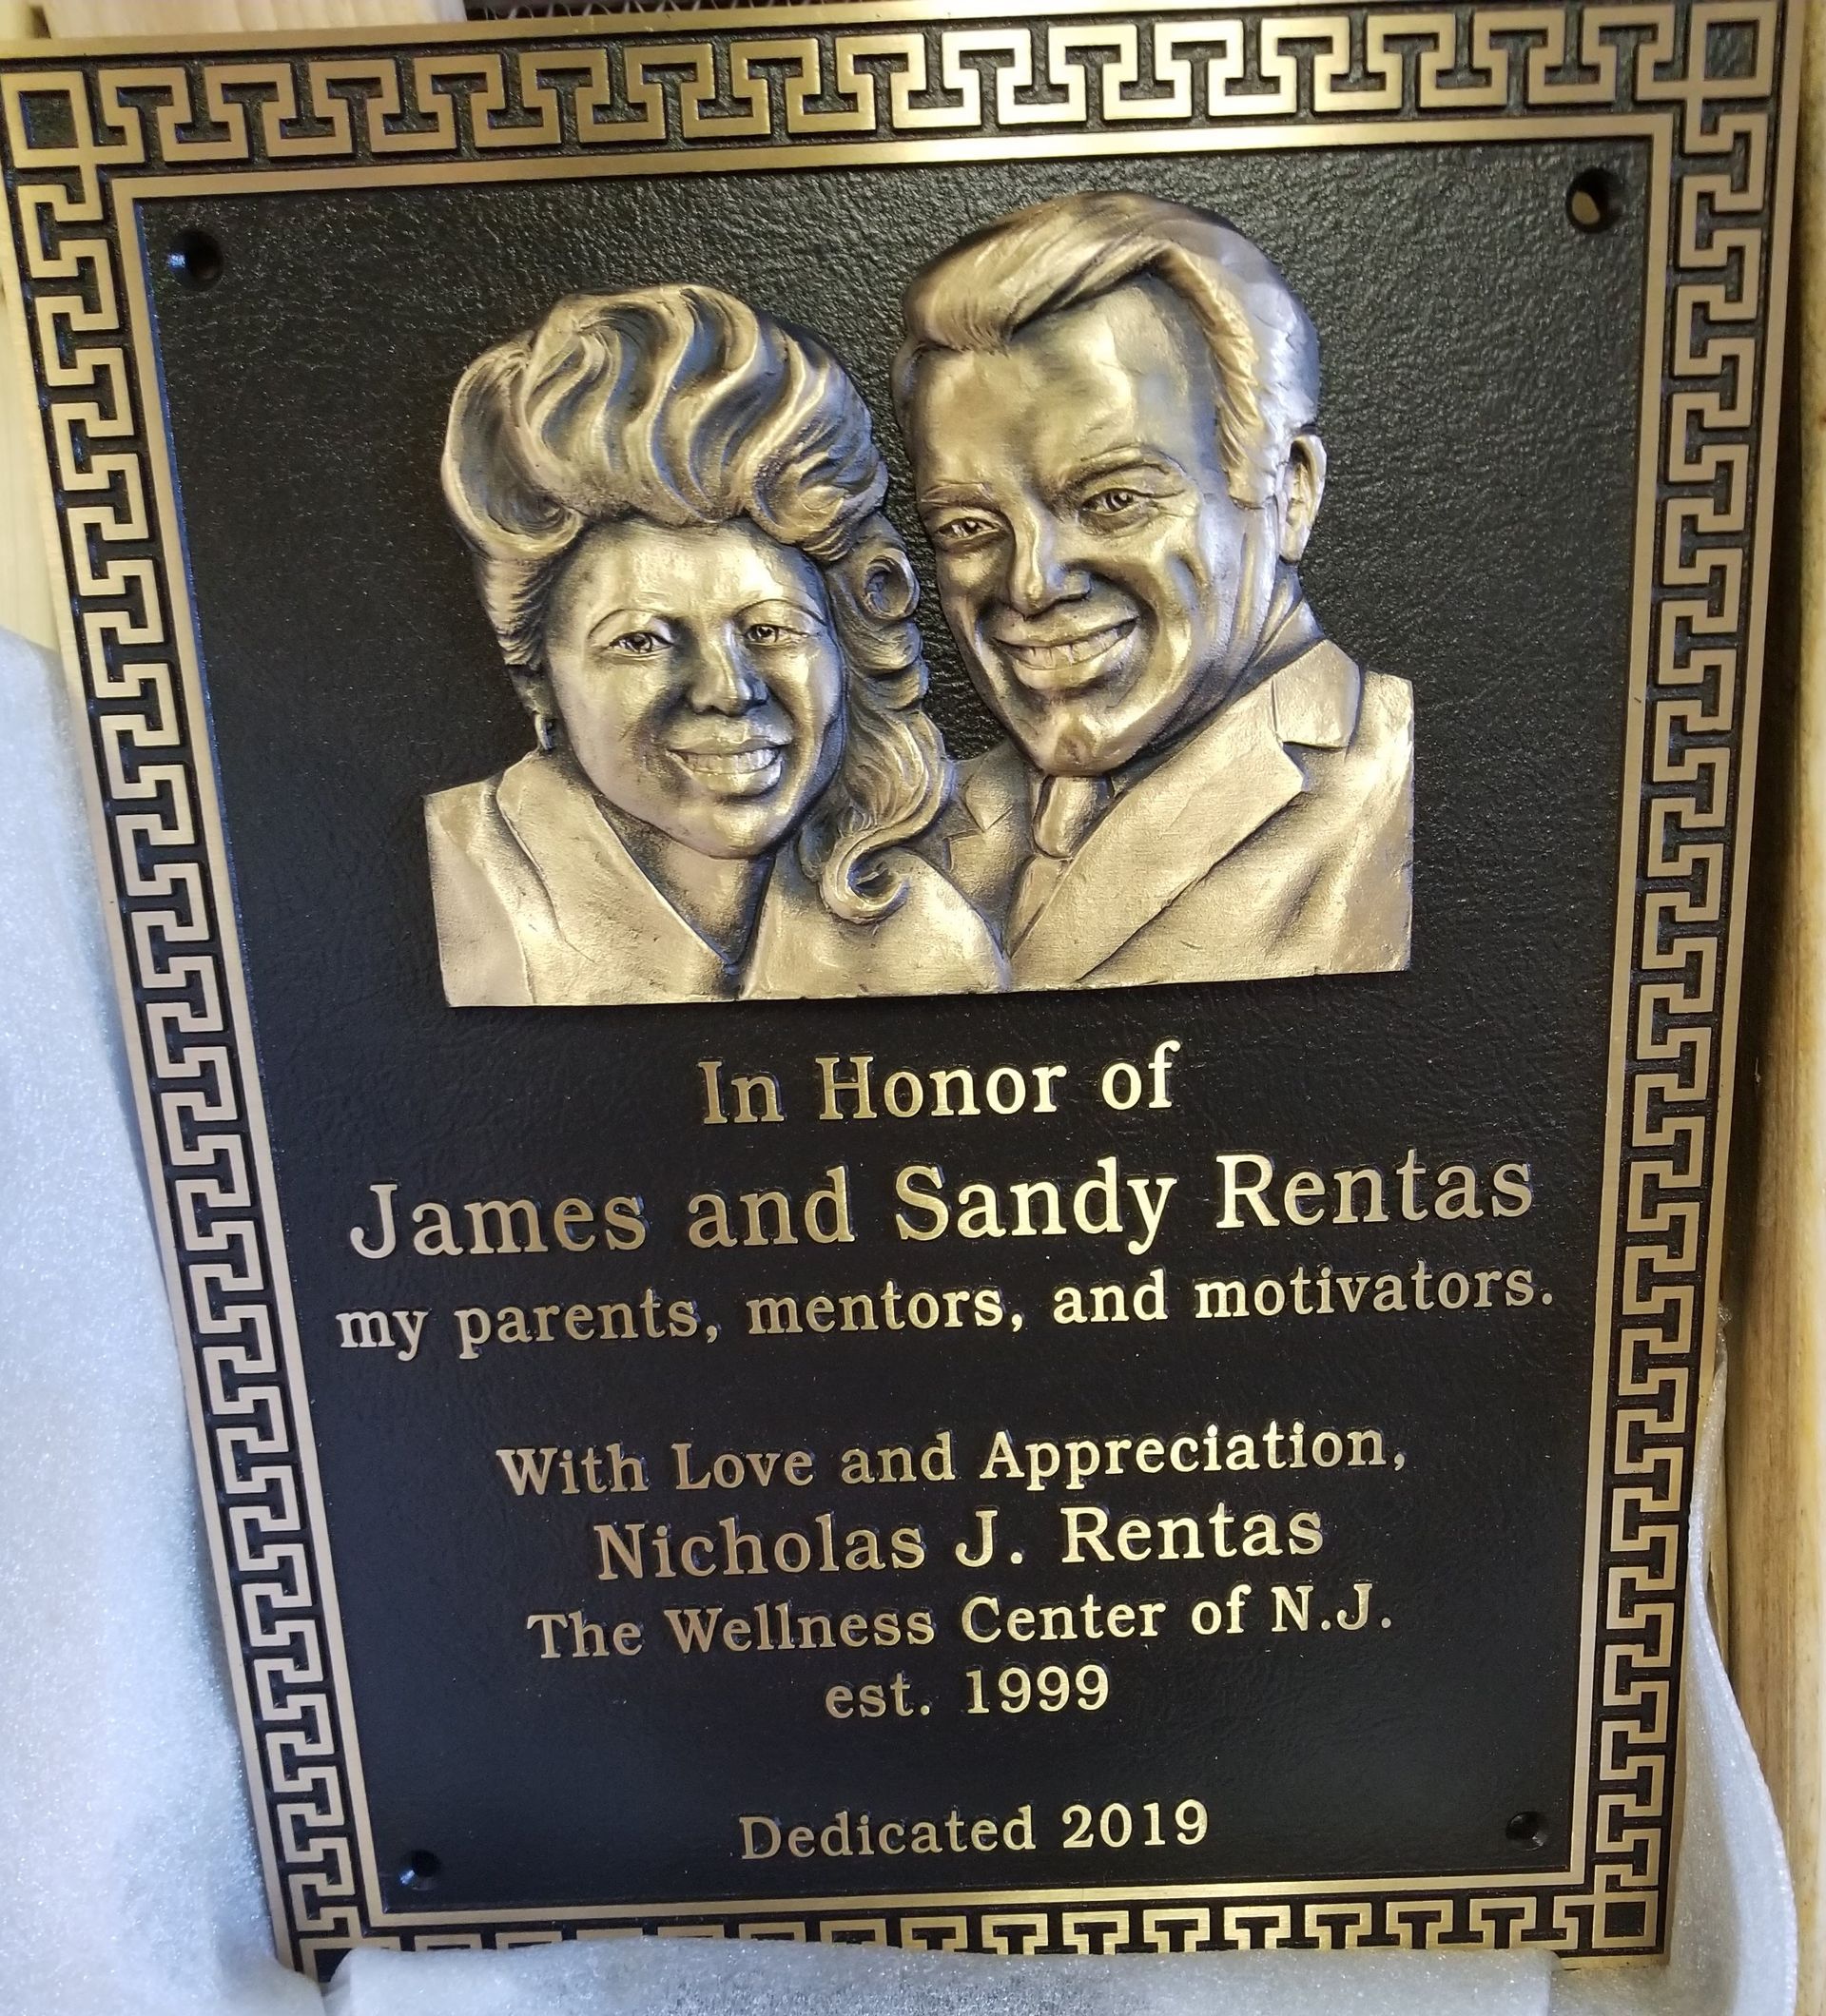 In Honor of
James and Sandy Rentas
my parents, mentors, and motivators.
With Love and Appreciation,
Nicholas J. Rentas
The Wellness Center of N.J.
est. 1999
Dedicated 2019